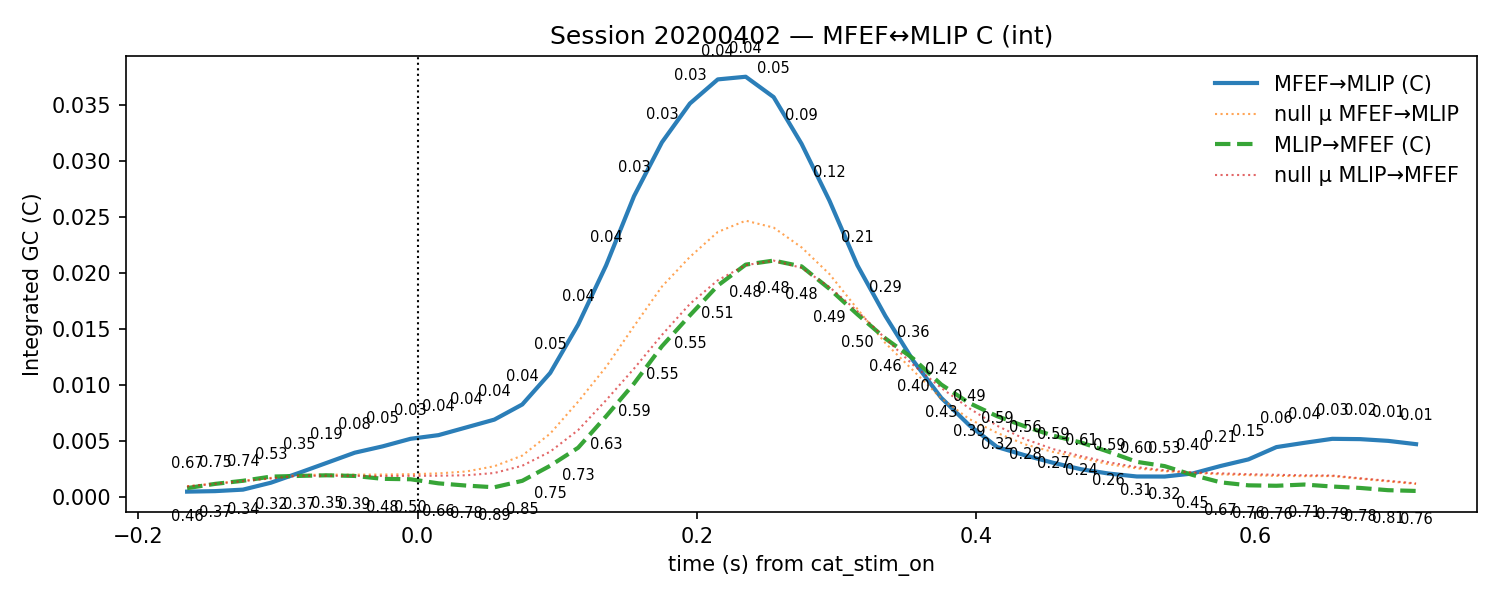 Session 20200402 — MFEF↔MLIP C (int)
0.04 0.04
0.03 0.05
0.03 0.09
0.03 0.12
0.04 0.21
0.04 0.29
0.05 0.36
0.04 0.42
0.67 0.75 0.74 0.53 0.35 0.19 0.08 0.05 0.03 0.04 0.04 0.04
0.49 0.59 0.56 0.59 0.61 0.59 0.60 0.53 0.40 0.21 0.15 0.06 0.04 0.03 0.02 0.01 0.01
0.46 0.37 0.34 0.32 0.37 0.35 0.39 0.48 0.50 0.66 0.78 0.89 0.85 0.75 0.73 0.63 0.59 0.55 0.55 0.51 0.48 0.48 0.48 0.49 0.50 0.46 0.40 0.43 0.39 0.32 0.28 0.27 0.24 0.26 0.31 0.32 0.45 0.67 0.76 0.76 0.71 0.79 0.78 0.81 0.76
MFEF→MLIP (C)
null μ MFEF→MLIP
MLIP→MFEF (C)
null μ MLIP→MFEF
Integrated GC (C)
0.035
0.030
0.025
0.020
0.015
0.010
0.005
0.000
−0.2 0.0 0.2 0.4 0.6
time (s) from cat_stim_on